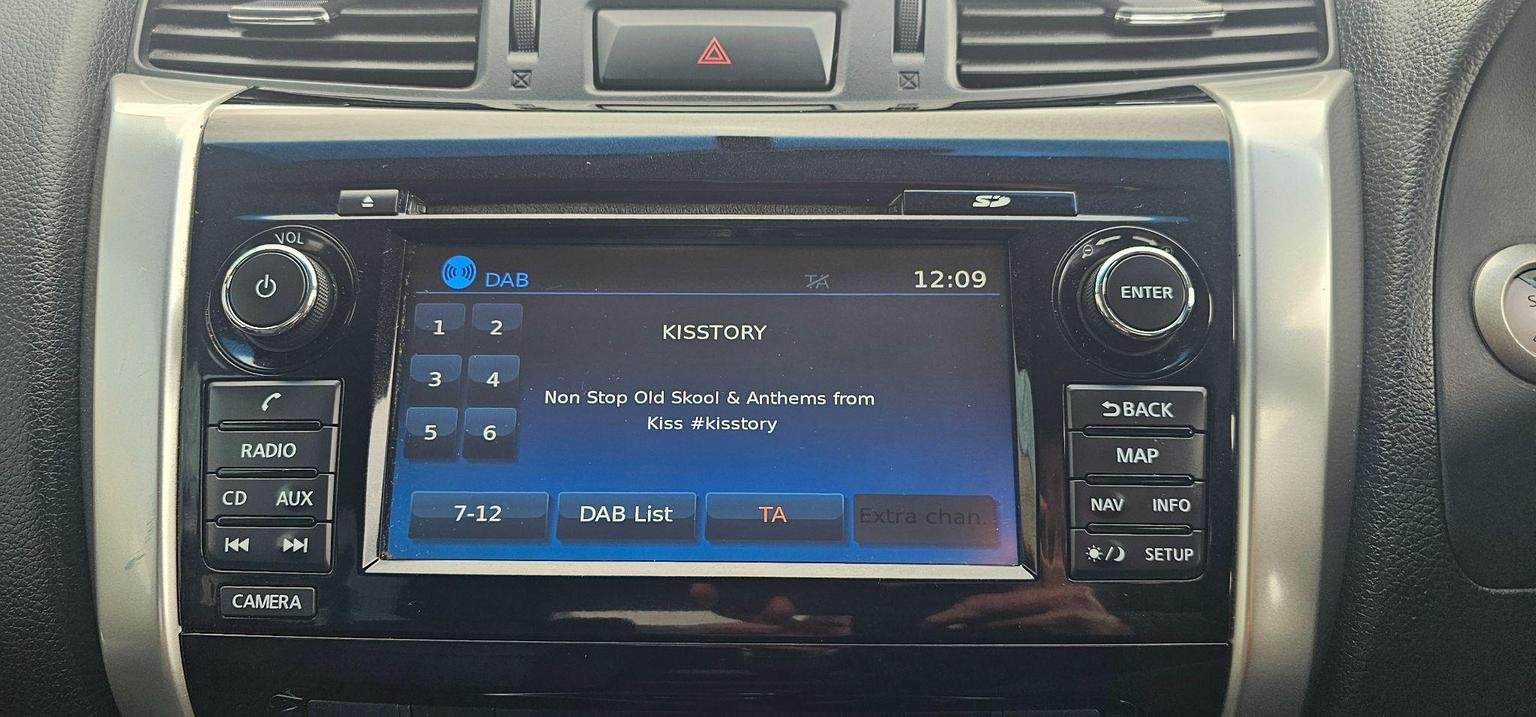 SD
VOL
DAB
TA
12:09
ENTER
1 2
KISSTORY
3 4
Non Stop Old Skool & Anthems from
5 6
Kiss #kisstory
7-12
DAB List
TA
Extra chan.
RADIO
CD AUX
CAMERA
BACK
MAP
NAV INFO
SETUP